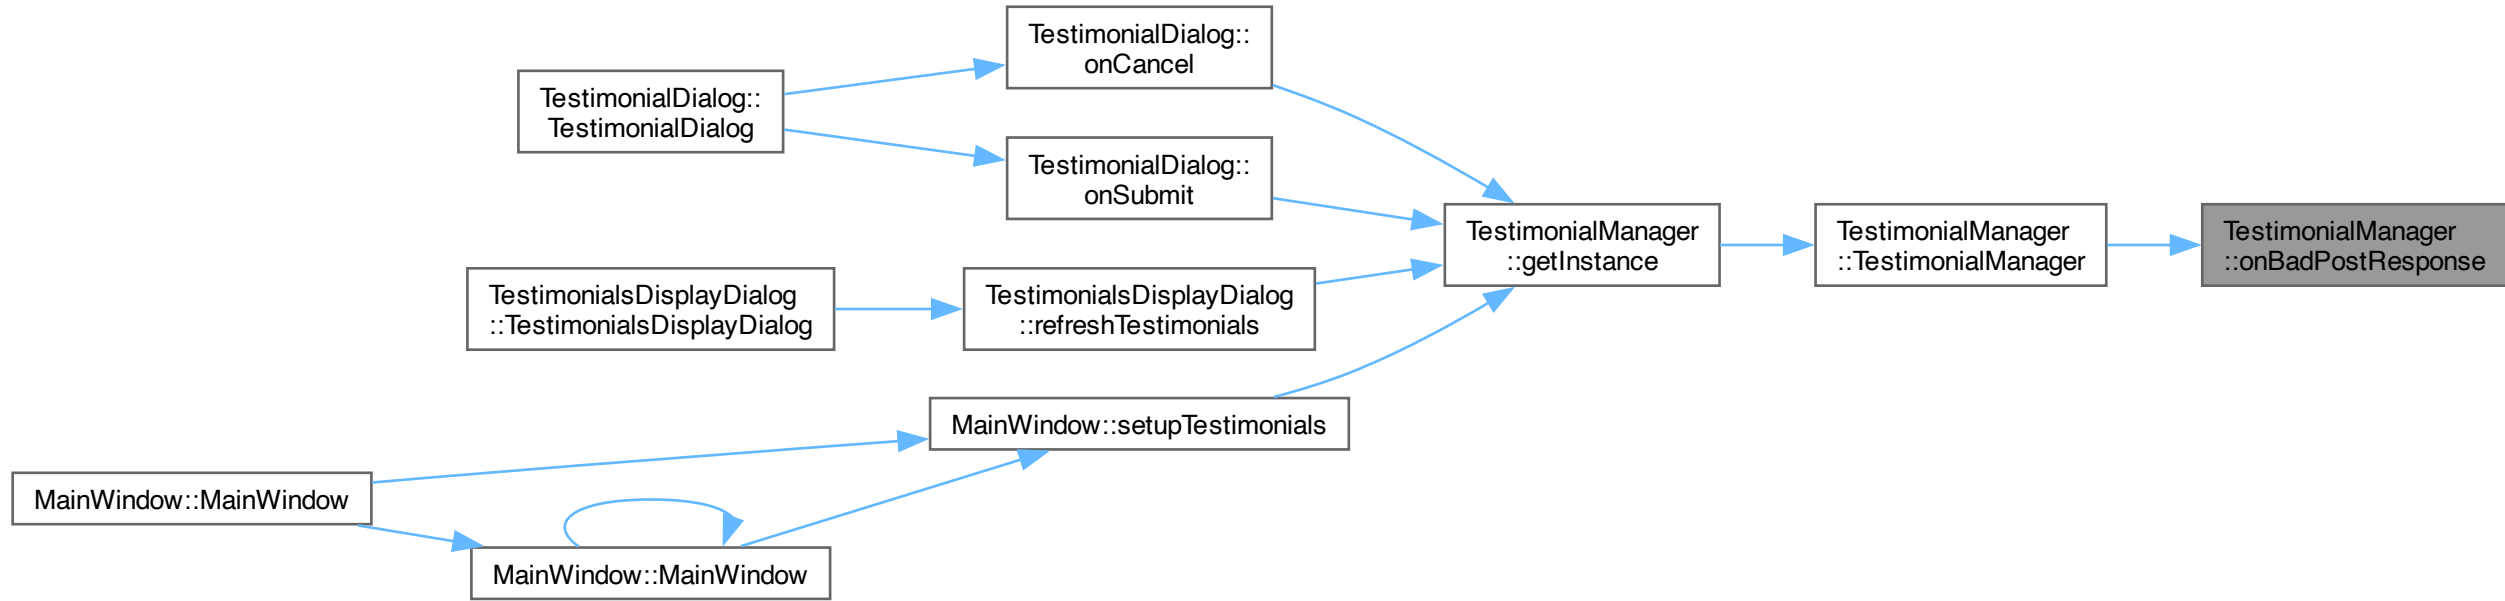 TestimonialDialog::
onCancel
TestimonialDialog::
TestimonialDialog
TestimonialDialog::
onSubmit
TestimonialManager
::getInstance
TestimonialManager
::TestimonialManager
TestimonialManager
::onBadPostResponse
TestimonialsDisplayDialog
::TestimonialsDisplayDialog
TestimonialsDisplayDialog
::refreshTestimonials
MainWindow::setupTestimonials
MainWindow::MainWindow
MainWindow::MainWindow